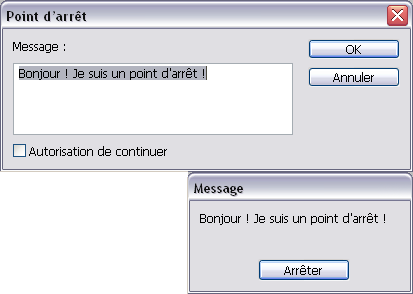 Point d'arrêt
Message :
OK
Bonjour ! Je suis un point d'arrêt !
Annuler
Autorisation de continuer
Message
Bonjour ! Je suis un point d'arrêt !
Arrêter